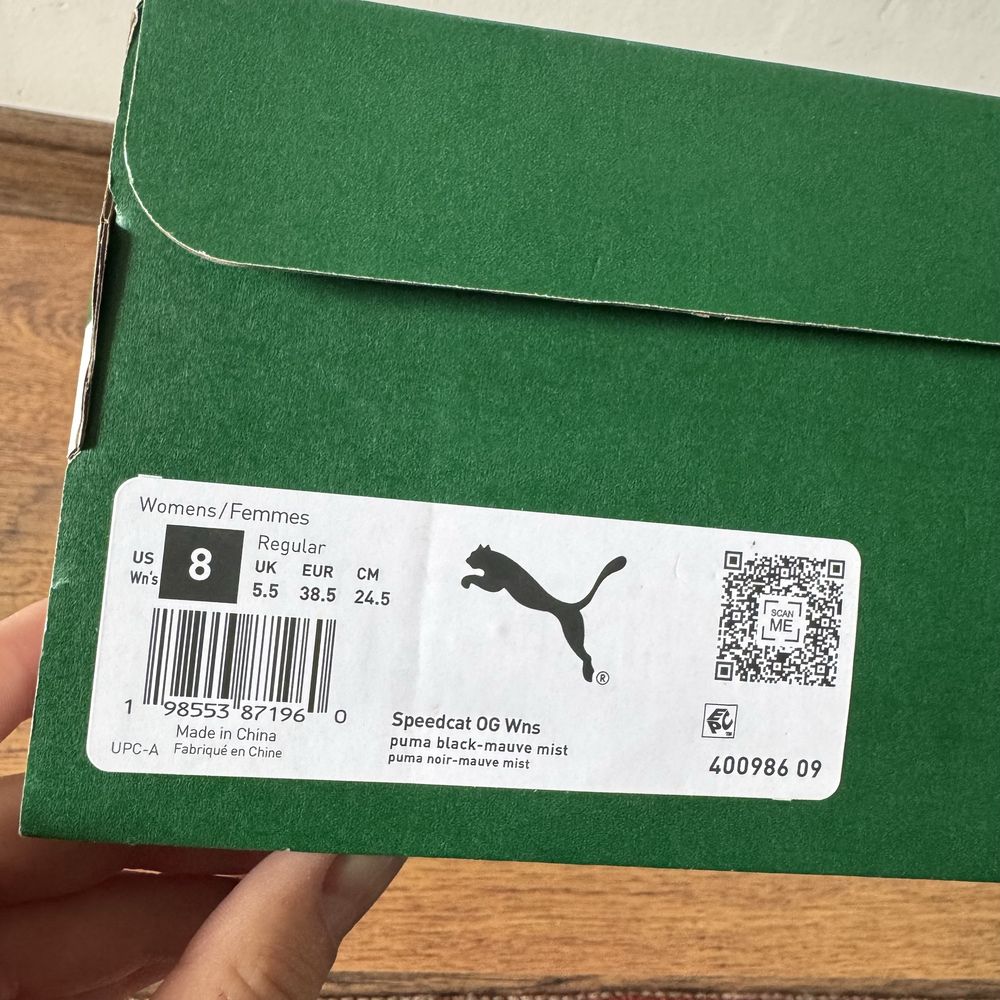 Womens/Femmes
US
Wn's
8
Regular
UK EUR CM
5.5 38.5 24.5
1 98553 87196 0
Made in China
UPC-A Fabriqué en Chine
®
Speedcat OG Wns
puma black-mauve mist
puma noir-mauve mist
SCAN
ME
EPC™
400986 09